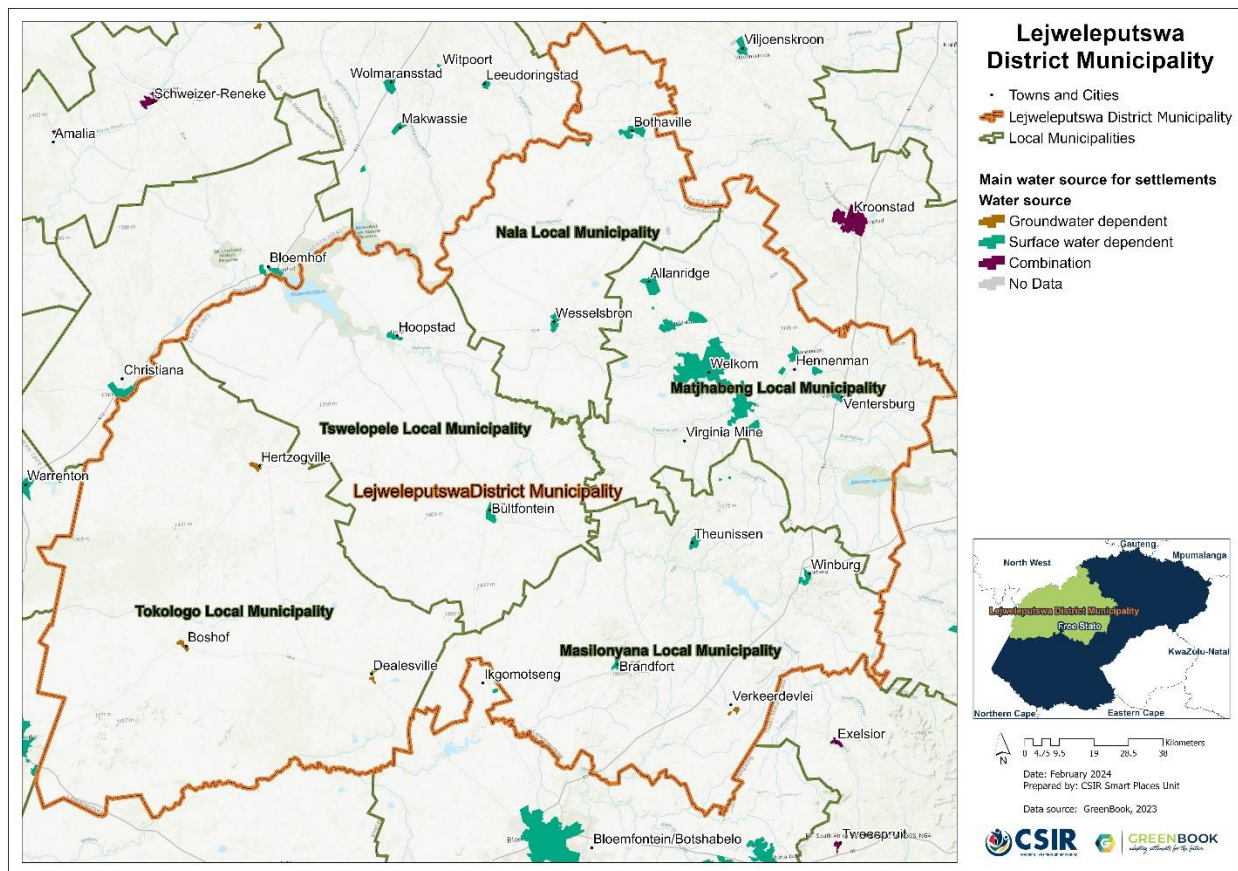 Lejweleputswa
District Municipality
Towns and Cities
Lejweleputswa District Municipality
Local Municipalities
Main water source for settlements
Water source
Groundwater dependent
Surface water dependent
Combination
No Data
Viljoenskroon
Witpoort
Wolmaransstad
Leeudoringstad
Schweizer-Reneke
Makwassie
Bothaville
Amalia
Kroonstad
Nala Local Municipality
Bloemhof
Allanridge
Wesselsbron
Hoopstad
Christiana
Welkom
Hennenman
Matjhabeng Local Municipality
Ventersburg
Tswelopele Local Municipality
Virginia Mine
Hertzogville
Warrenton
LejweleputswaDistrict Municipality
Bultfontein
Theunissen
Winburg
Tokologo Local Municipality
Boshof
Masilonyana Local Municipality
Brandfort
Dealesville
Ikgomotseng
Verkeerdevlei
Exelsior
Tweespruit
Bloemfontein/Botshabelo
Gauteng
North West
Mpumalanga
Lejweleputswa District Municipality
Free State
KwaZulu-Natal
Northern Cape
Eastern Cape
N
0 4.75 9.5 19 28.5 38
Kilometers
Date: February 2024
Prepared by: CSIR Smart Places Unit
Data source: GreenBook, 2023
CSIR
GREENBOOK
adapting settlements for the future